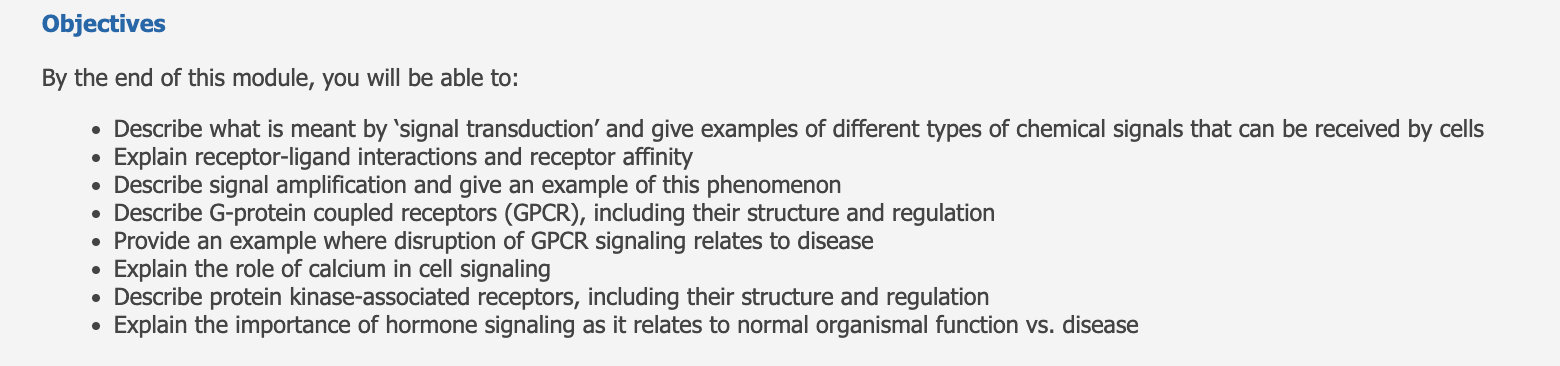 Objectives
By the end of this module, you will be able to:
• Describe what is meant by ‘signal transduction’ and give examples of different types of chemical signals that can be received by cells
• Explain receptor-ligand interactions and receptor affinity
• Describe signal amplification and give an example of this phenomenon
• Describe G-protein coupled receptors (GPCR), including their structure and regulation
• Provide an example where disruption of GPCR signaling relates to disease
• Explain the role of calcium in cell signaling
• Describe protein kinase-associated receptors, including their structure and regulation
• Explain the importance of hormone signaling as it relates to normal organismal function vs. disease